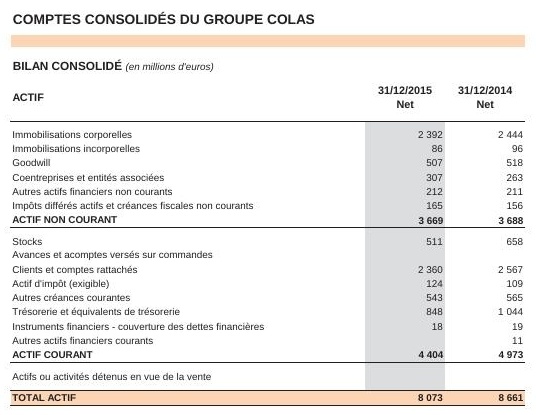 COMPTES CONSOLIDÉS DU GROUPE COLAS
BILAN CONSOLIDÉ (en millions d'euros)
ACTIF 31/12/2015 Net 31/12/2014 Net
Immobilisations corporelles 2 392 2 444
Immobilisations incorporelles 86 96
Goodwill 507 518
Coentreprises et entités associées 307 263
Autres actifs financiers non courants 212 211
Impôts différés actifs et créances fiscales non courants 165 156
ACTIF NON COURANT 3 669 3 688
Stocks 511 658
Avances et acomptes versés sur commandes
Clients et comptes rattachés 2 360 2 567
Actif d'impôt (exigible) 124 109
Autres créances courantes 543 565
Trésorerie et équivalents de trésorerie 848 1 044
Instruments financiers - couverture des dettes financières 18 19
Autres actifs financiers courants 11
ACTIF COURANT 4 404 4 973
Actifs ou activités détenus en vue de la vente
TOTAL ACTIF 8 073 8 661